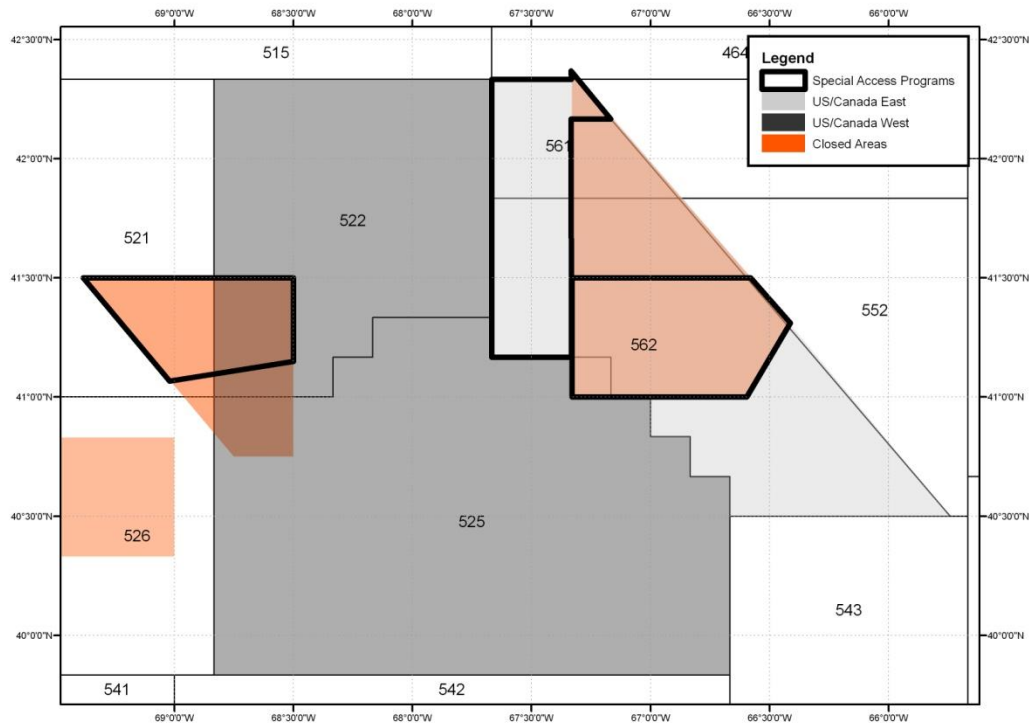 69°0'0"W 68°30'0"W 68°0'0"W 67°30'0"W 67°0'0"W 66°30'0"W 66°0'0"W
42°30'0"N 515 464 42°30'0"N
Legend
Special Access Programs
US/Canada East
US/Canada West
Closed Areas
42°0'0"N 561 42°0'0"N
522
521
41°30'0"N 41°30'0"N
552
562
41°0'0"N 41°0'0"N
525
526
40°30'0"N 40°30'0"N
543
40°0'0"N 40°0'0"N
541 542
69°0'0"W 68°30'0"W 68°0'0"W 67°30'0"W 67°0'0"W 66°30'0"W 66°0'0"W